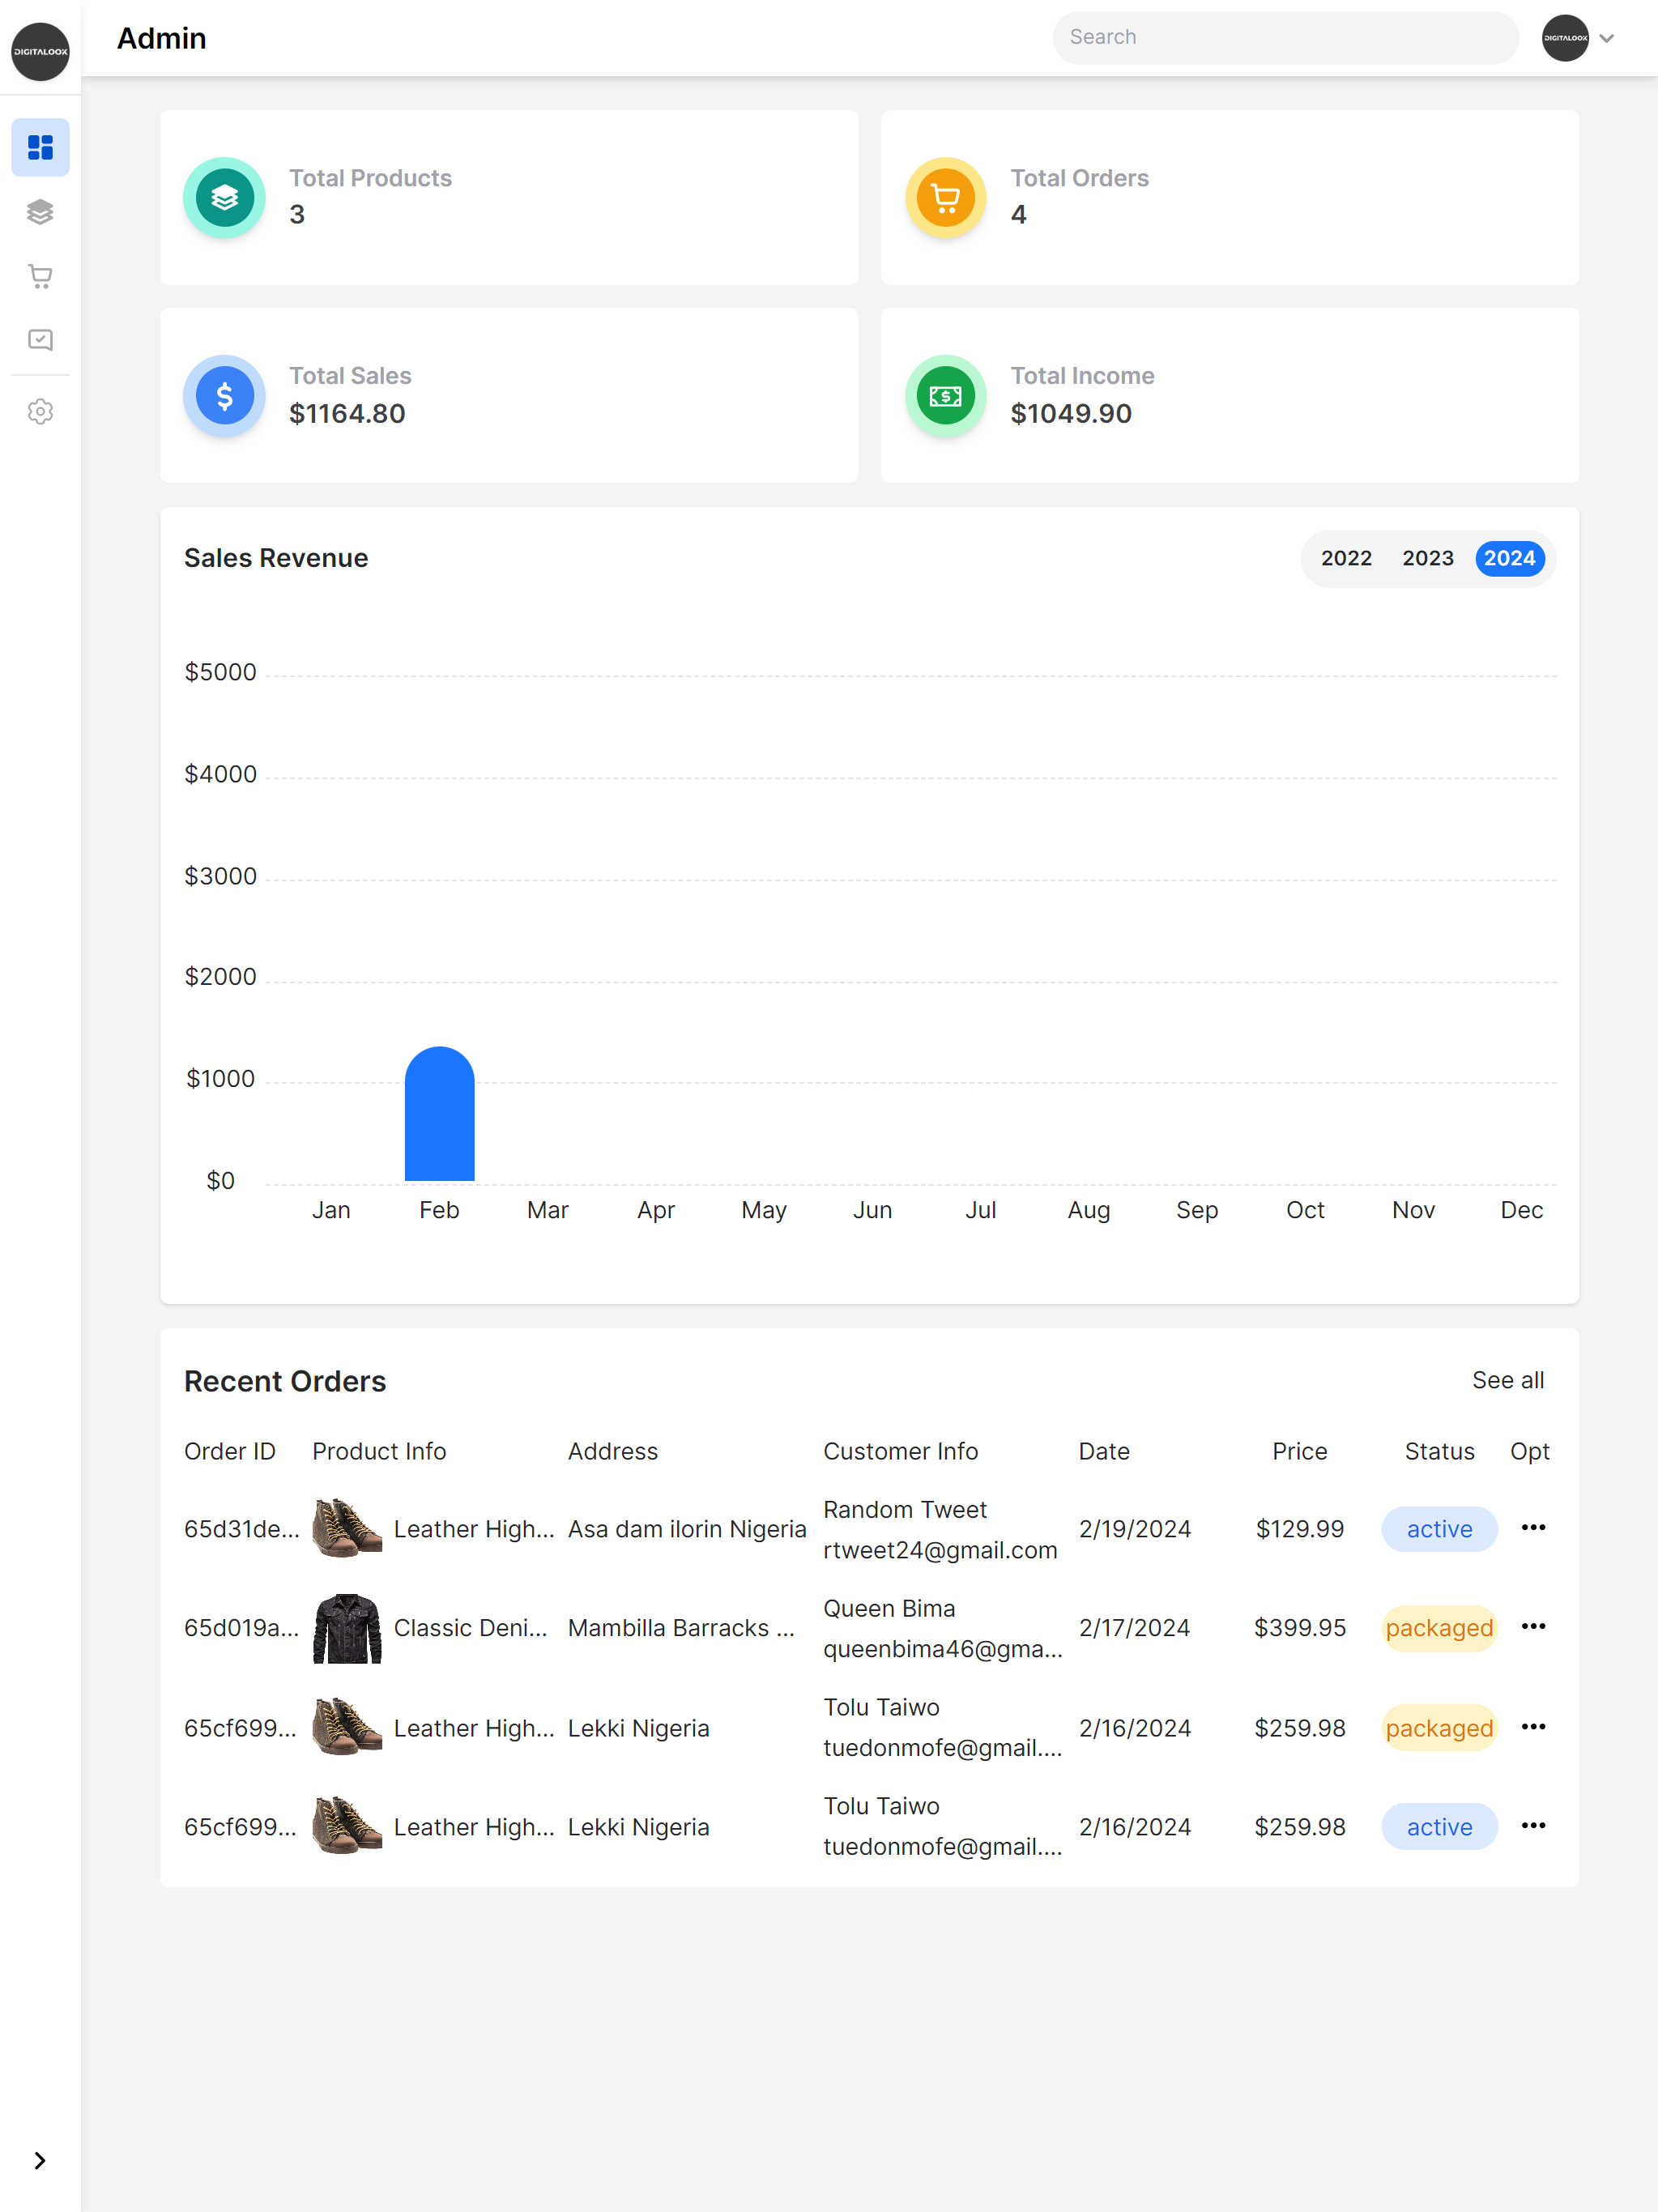 DIGITALOOK
Admin
Search
DIGITALOOK
Total Products
3
Total Orders
4
Total Sales
$1164.80
Total Income
$1049.90
Sales Revenue
2022 2023 2024
$5000
$4000
$3000
$2000
$1000
$0
Jan Feb Mar Apr May Jun Jul Aug Sep Oct Nov Dec
Recent Orders
See all
Order ID Product Info Address Customer Info Date Price Status Opt
65d31de... Leather High... Asa dam ilorin Nigeria Random Tweet
rtweet24@gmail.com 2/19/2024 $129.99 active
65d019a... Classic Deni... Mambilla Barracks ... Queen Bima
queenbima46@gma... 2/17/2024 $399.95 packaged
65cf699... Leather High... Lekki Nigeria Tolu Taiwo
tuedonmofe@gmail.... 2/16/2024 $259.98 packaged
65cf699... Leather High... Lekki Nigeria Tolu Taiwo
tuedonmofe@gmail.... 2/16/2024 $259.98 active